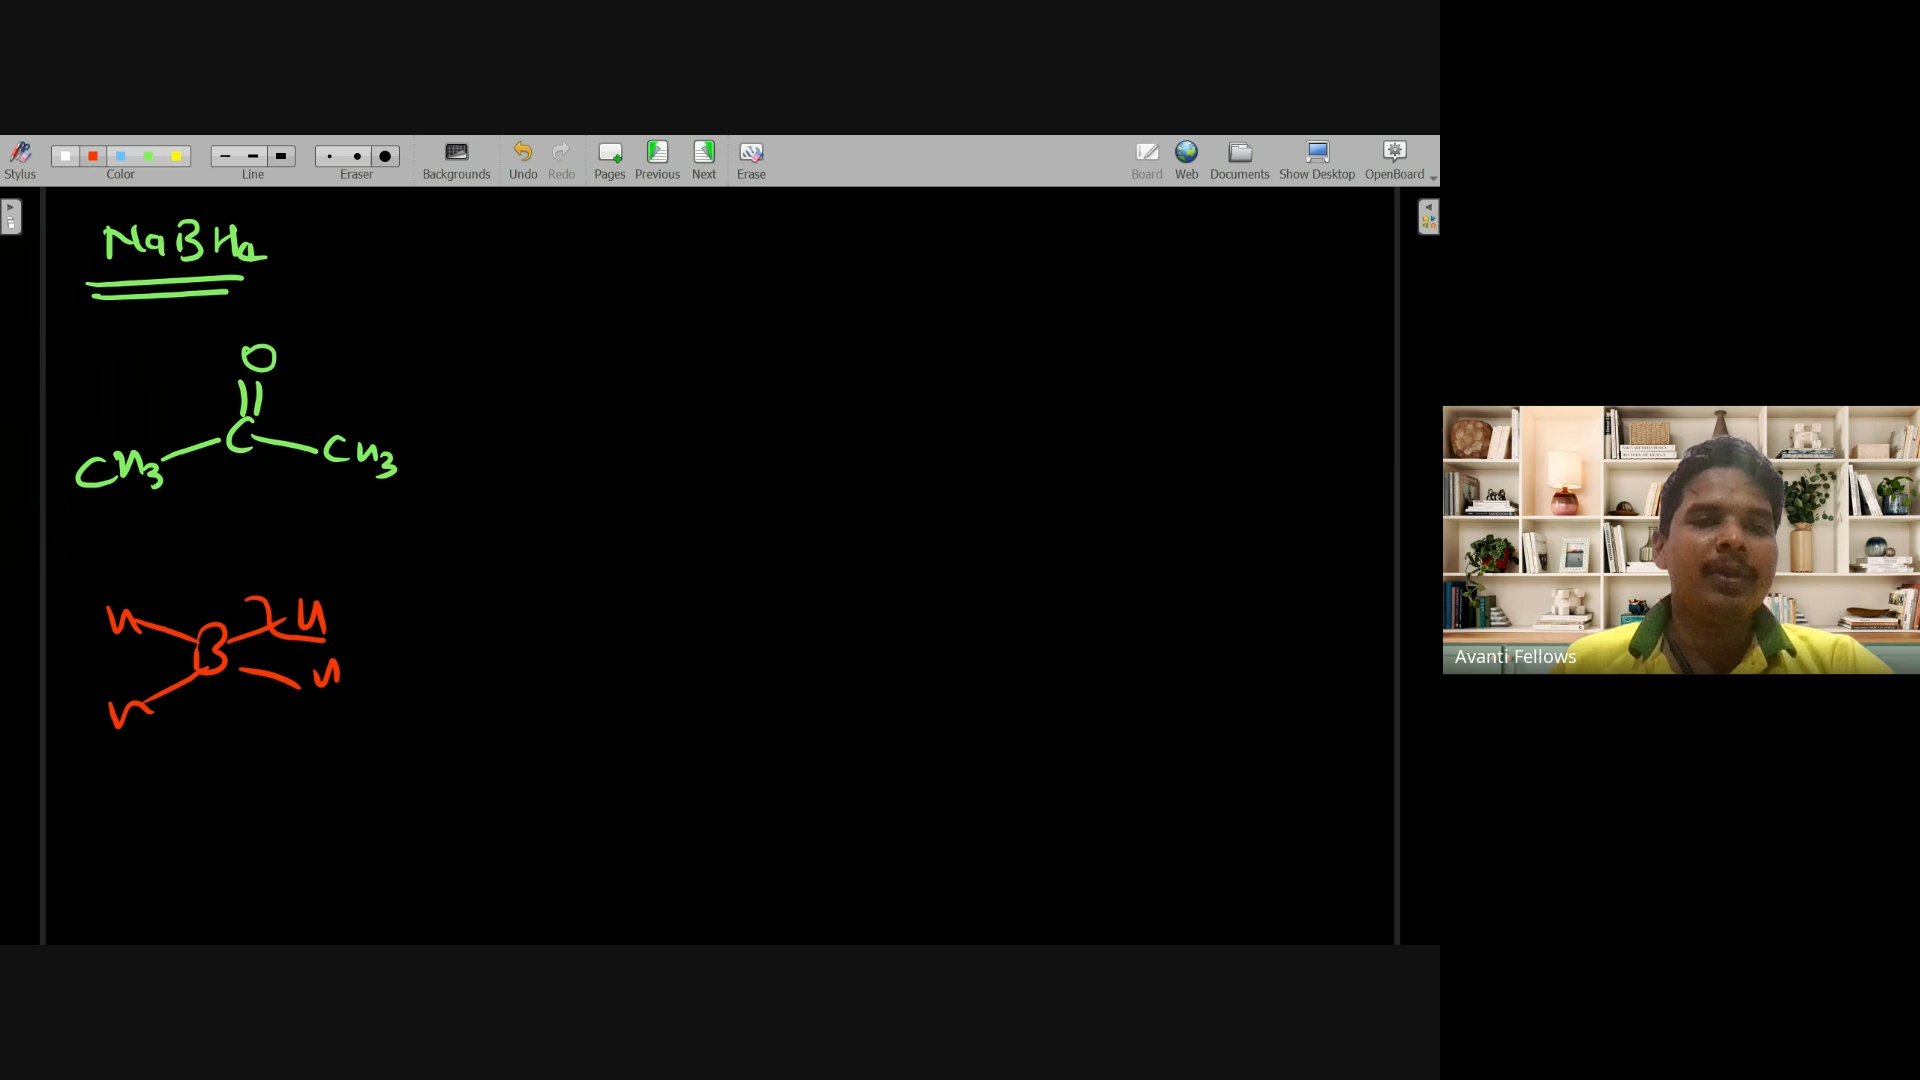 Stylus Color Line Eraser Backgrounds Undo Redo Pages Previous Next Erase Board Web Documents Show Desktop OpenBoard
NaBH4
O
C
CH3 CH3
H H
B
H
H
Avanti Fellows